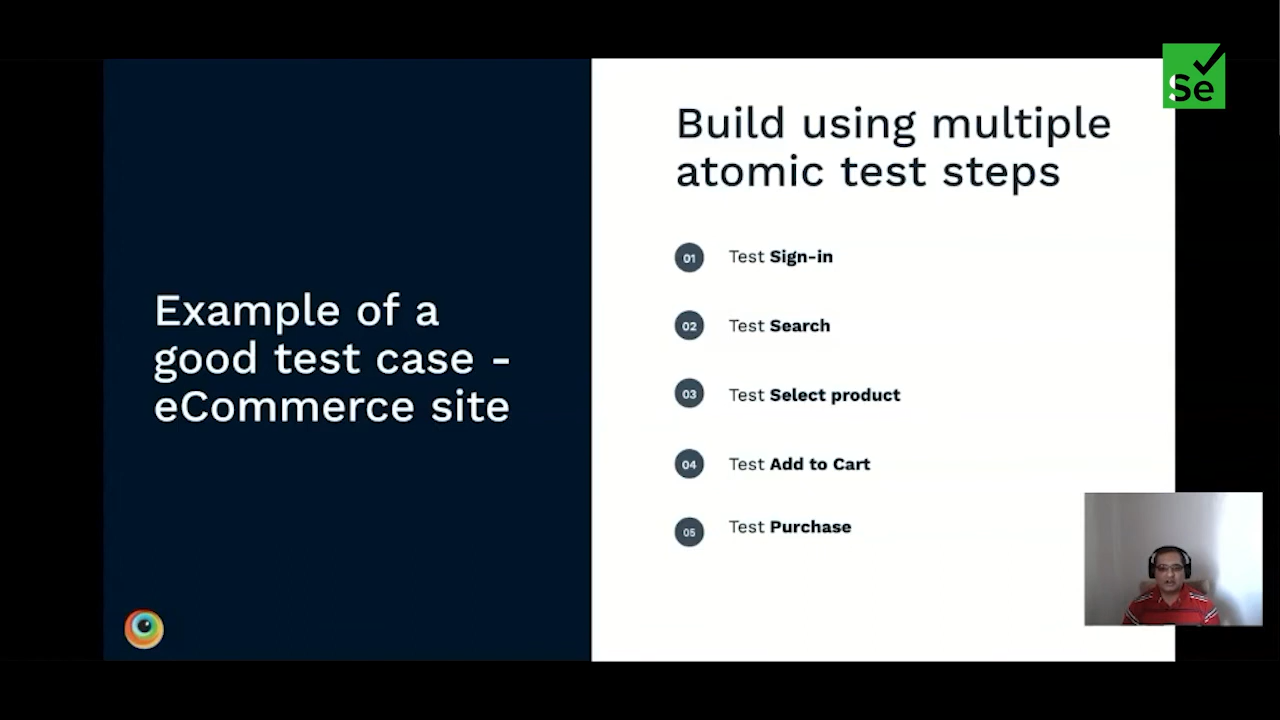 Se
Build using multiple
atomic test steps
Example of a
good test case -
eCommerce site
01 Test Sign-in
02 Test Search
03 Test Select product
04 Test Add to Cart
05 Test Purchase